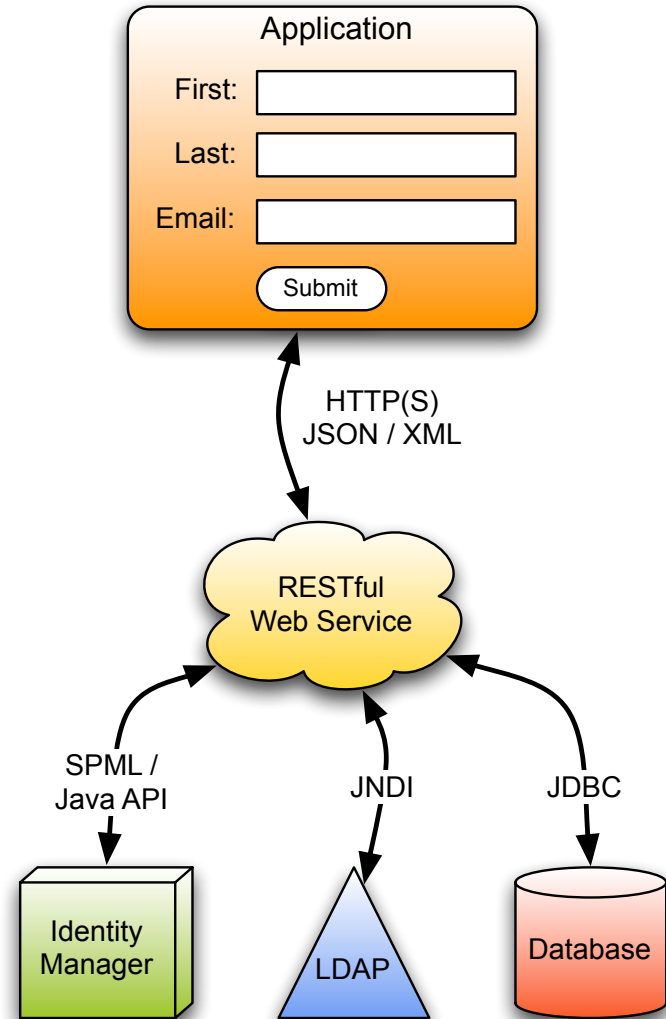 Application
First:
Last:
Email:
Submit
HTTP(S)
JSON / XML
RESTful
Web Service
SPML /
Java API
JNDI
JDBC
Identity
Manager
LDAP
Database